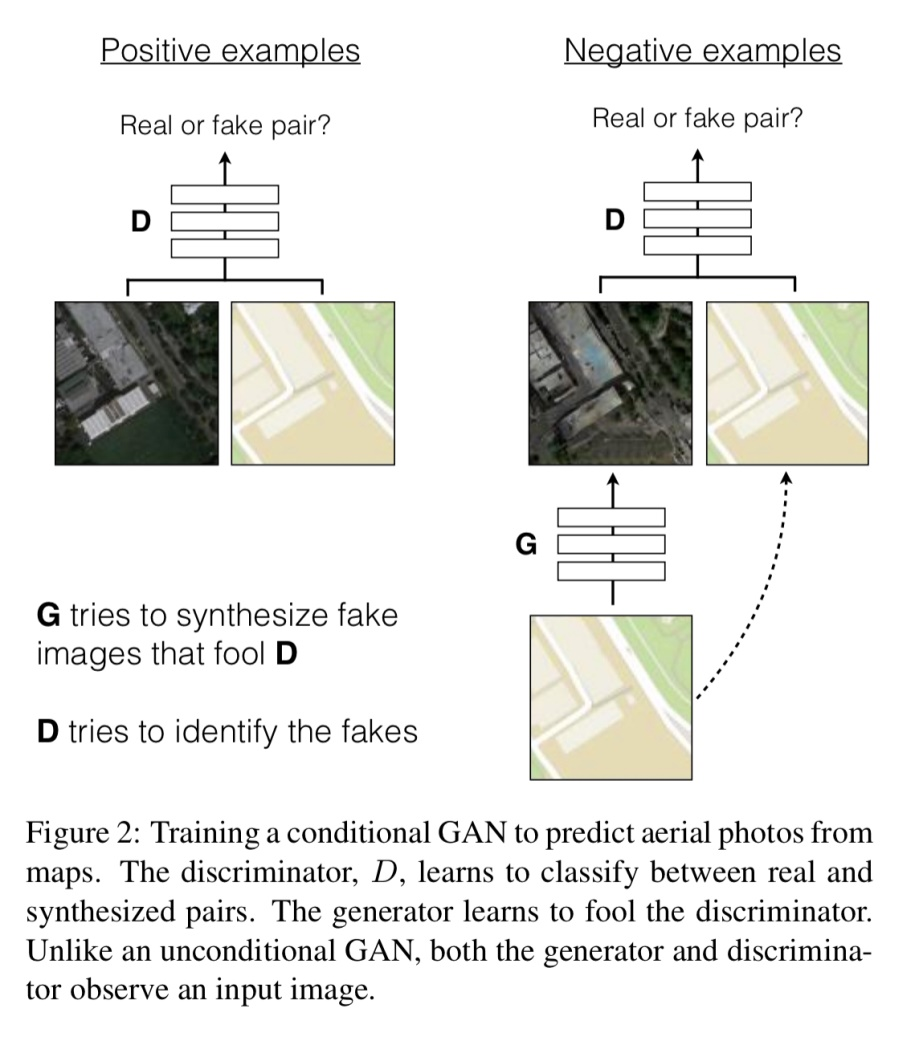 Positive examples
Negative examples
Real or fake pair?
Real or fake pair?
D
D
G
G tries to synthesize fake
images that fool D
D tries to identify the fakes
Figure 2: Training a conditional GAN to predict aerial photos from
maps. The discriminator, D, learns to classify between real and
synthesized pairs. The generator learns to fool the discriminator.
Unlike an unconditional GAN, both the generator and discrimina-
tor observe an input image.